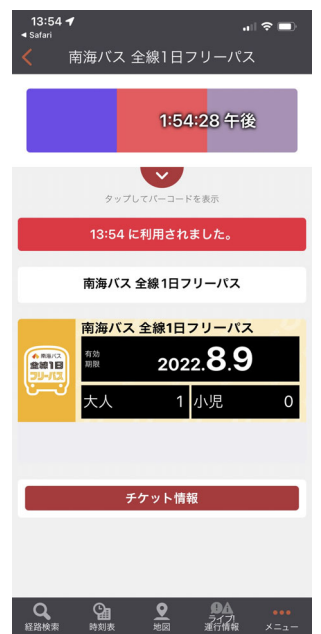 13:54
Safari
南海バス 全線1日フリーパス
1:54:28 午後
タップしてバーコードを表示
13:54 に利用されました。
南海バス 全線1日フリーパス
南海バス 全線1日フリーパス
南海バス
全線1日
フリーパス
有効
期限
2022.8.9
大人 1 小児 0
チケット情報
経路検索 時刻表 地図 ライブ!運行情報 メニュー